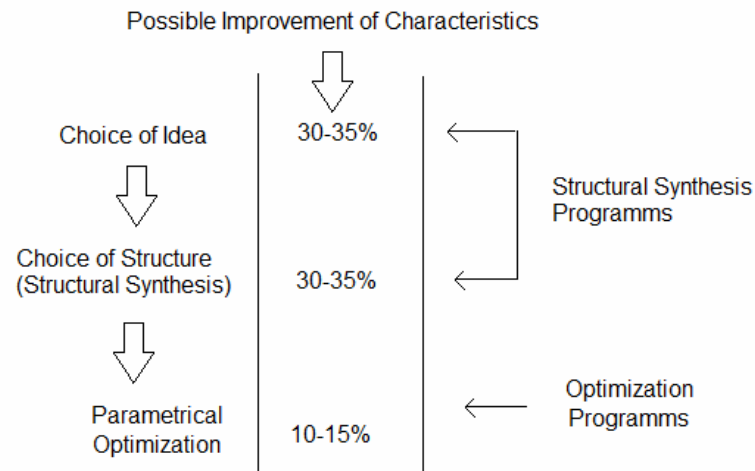 Possible Improvement of Characteristics
Choice of Idea
30-35%
Structural Synthesis
Programms
Choice of Structure
(Structural Synthesis)
30-35%
Parametrical
Optimization
10-15%
Optimization
Programms